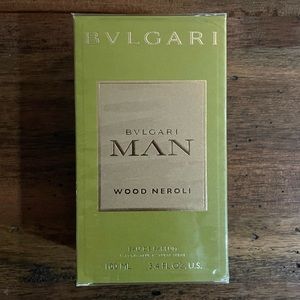 BVLGARI
BVLGARI
MAN
WOOD NEROLI
EAU DE PARFUM
100 ML 3.4 FL.OZ. U.S.